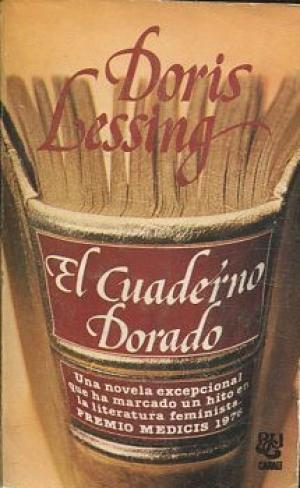 Doris
Lessing
El Cuaderno
Dorado
Una novela excepcional
que ha marcado un hito en
la literatura feminista.
PREMIO MEDICIS 1976
CARALT